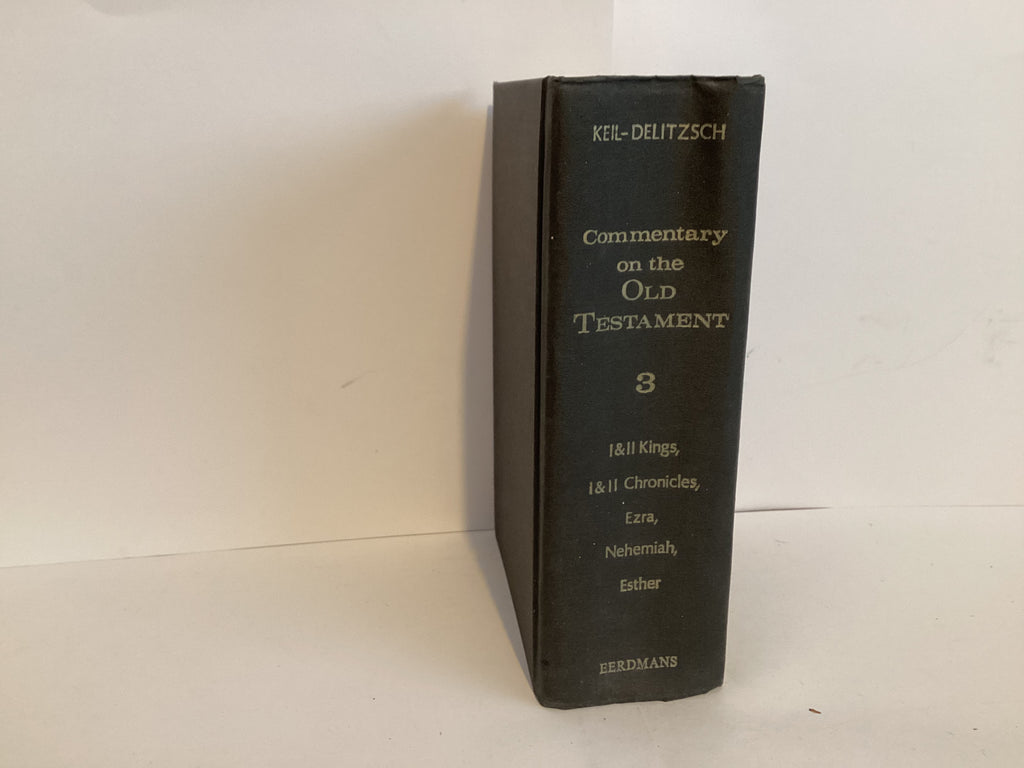 KEIL-DELITZSCH
Commentary
on the
OLD
TESTAMENT
3
I & II Kings,
I & II Chronicles,
Ezra,
Nehemiah,
Esther
EERDMANS